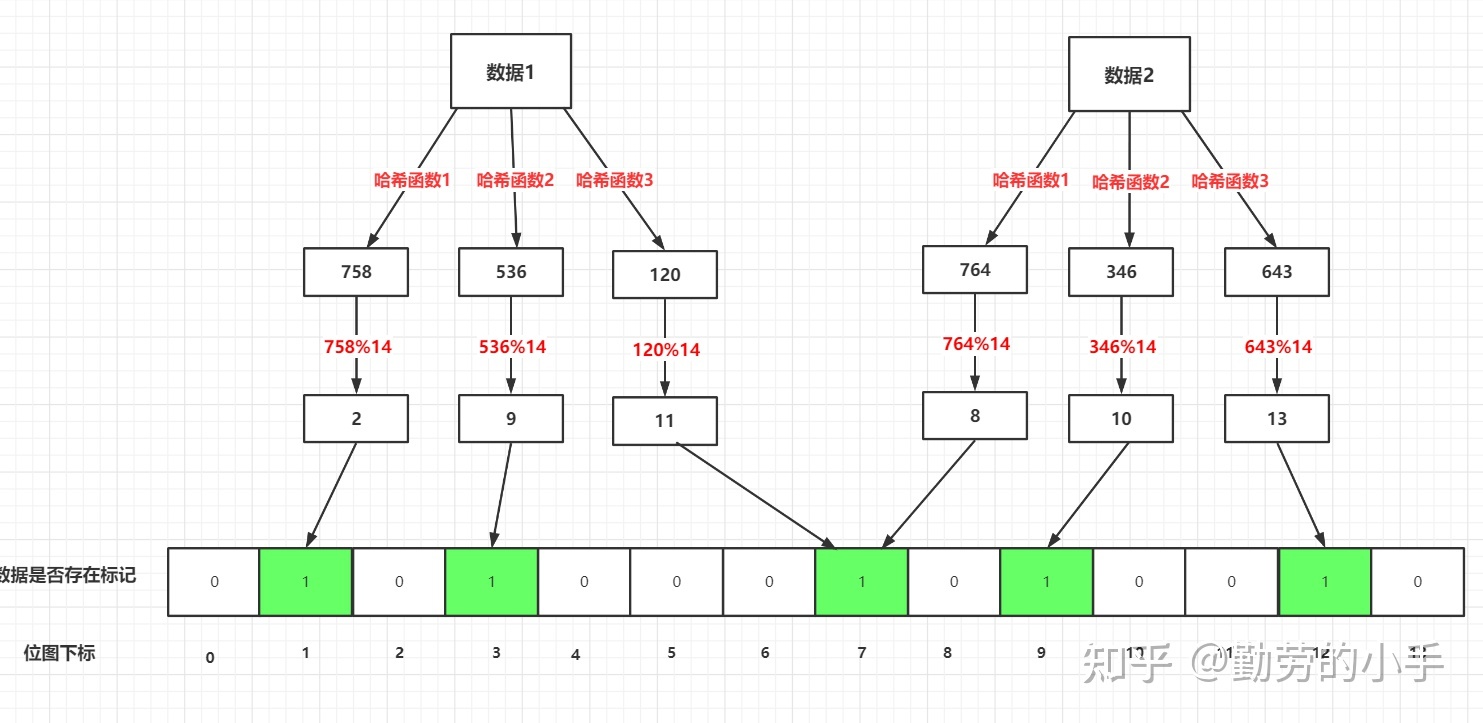 数据1 数据2
哈希函数1 哈希函数2 哈希函数3 哈希函数1 哈希函数2 哈希函数3
758 536 120 764 346 643
758%14 536%14 120%14 764%14 346%14 643%14
2 9 11 8 10 13
数据是否存在标记 0 1 0 1 0 0 0 1 0 1 0 0 1 0
位图下标 0 1 2 3 4 5 6 7 8 9 10 11 12 13
知乎 @勤劳的小手